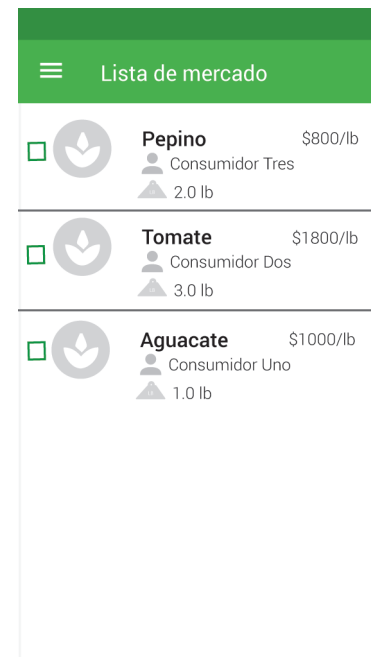 Lista de mercado
Pepino $800/lb
Consumidor Tres
2.0 lb
Tomate $1800/lb
Consumidor Dos
3.0 lb
Aguacate $1000/lb
Consumidor Uno
1.0 lb